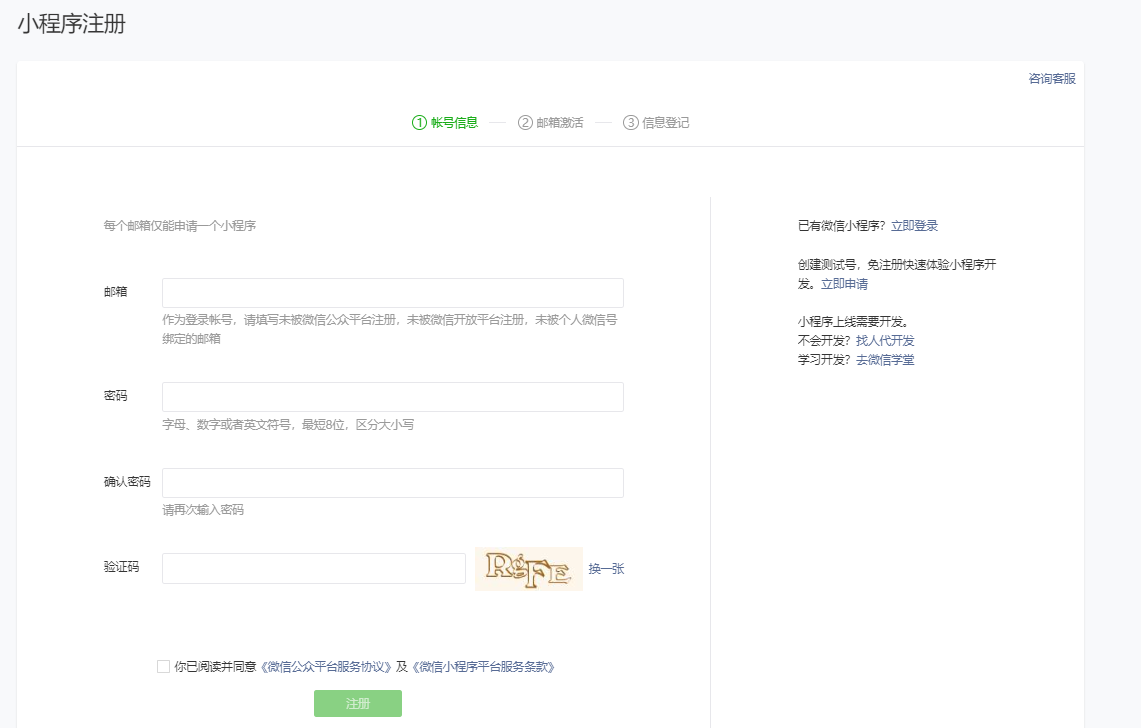 小程序注册
咨询客服
① 帐号信息 ② 邮箱激活 ③ 信息登记
每个邮箱仅能申请一个小程序
邮箱
作为登录帐号，请填写未被微信公众平台注册，未被微信开放平台注册，未被个人微信号
绑定的邮箱
密码
字母、数字或者英文符号，最短8位，区分大小写
确认密码
请再次输入密码
验证码
RgFE
换一张
你已阅读并同意《微信公众平台服务协议》及《微信小程序平台服务条款》
注册
已有微信小程序？立即登录
创建测试号，免注册快速体验小程序开
发。立即申请
小程序上线需要开发。
不会开发？找人代开发
学习开发？去微信学堂